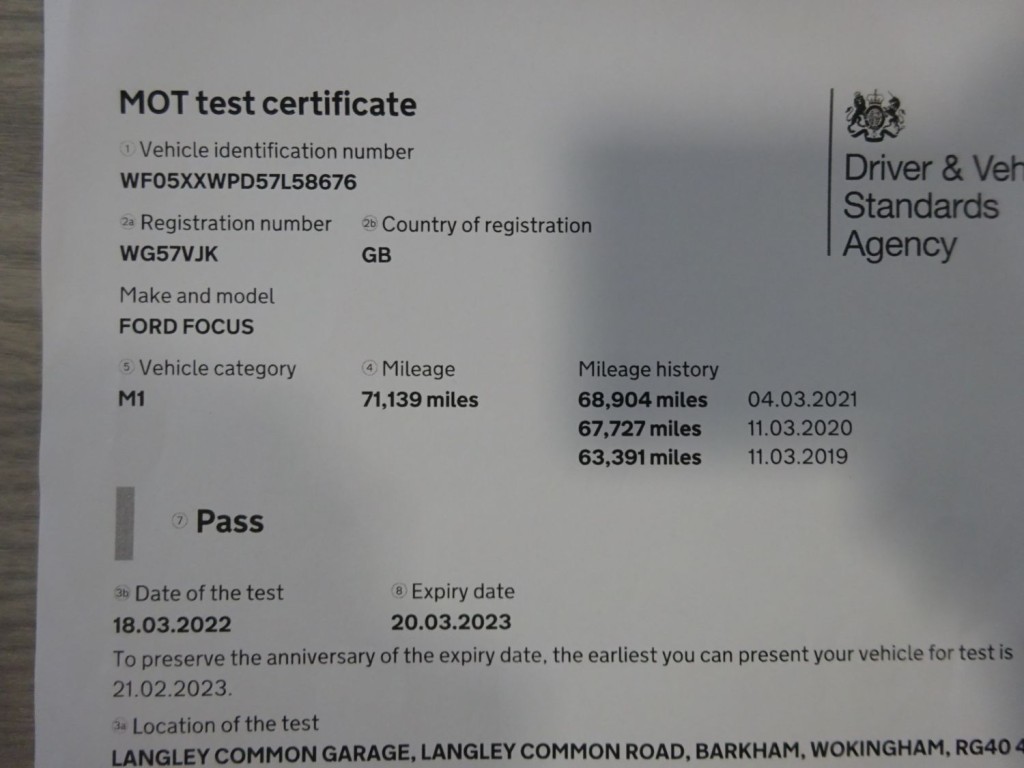 MOT test certificate
1 Vehicle identification number
WF05XXWPD57L58676
2a Registration number 2b Country of registration
WG57VJK GB
Make and model
FORD FOCUS
5 Vehicle category 4 Mileage Mileage history
M1 71,139 miles 68,904 miles 04.03.2021
67,727 miles 11.03.2020
63,391 miles 11.03.2019
7 Pass
3b Date of the test 8 Expiry date
18.03.2022 20.03.2023
To preserve the anniversary of the expiry date, the earliest you can present your vehicle for test is
21.02.2023.
3a Location of the test
LANGLEY COMMON GARAGE, LANGLEY COMMON ROAD, BARKHAM, WOKINGHAM, RG40 4
Driver & Veh
Standards
Agency